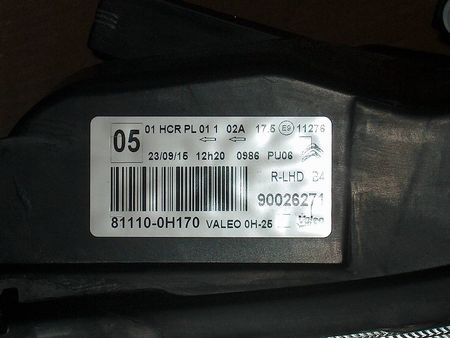 05
01 HCR PL 01 1 02A 17.5 E9 11276
23/09/15 12h20 0986 PU06
R-LHD
90026271
81110-0H170 VALEO 0H-25 Valeo